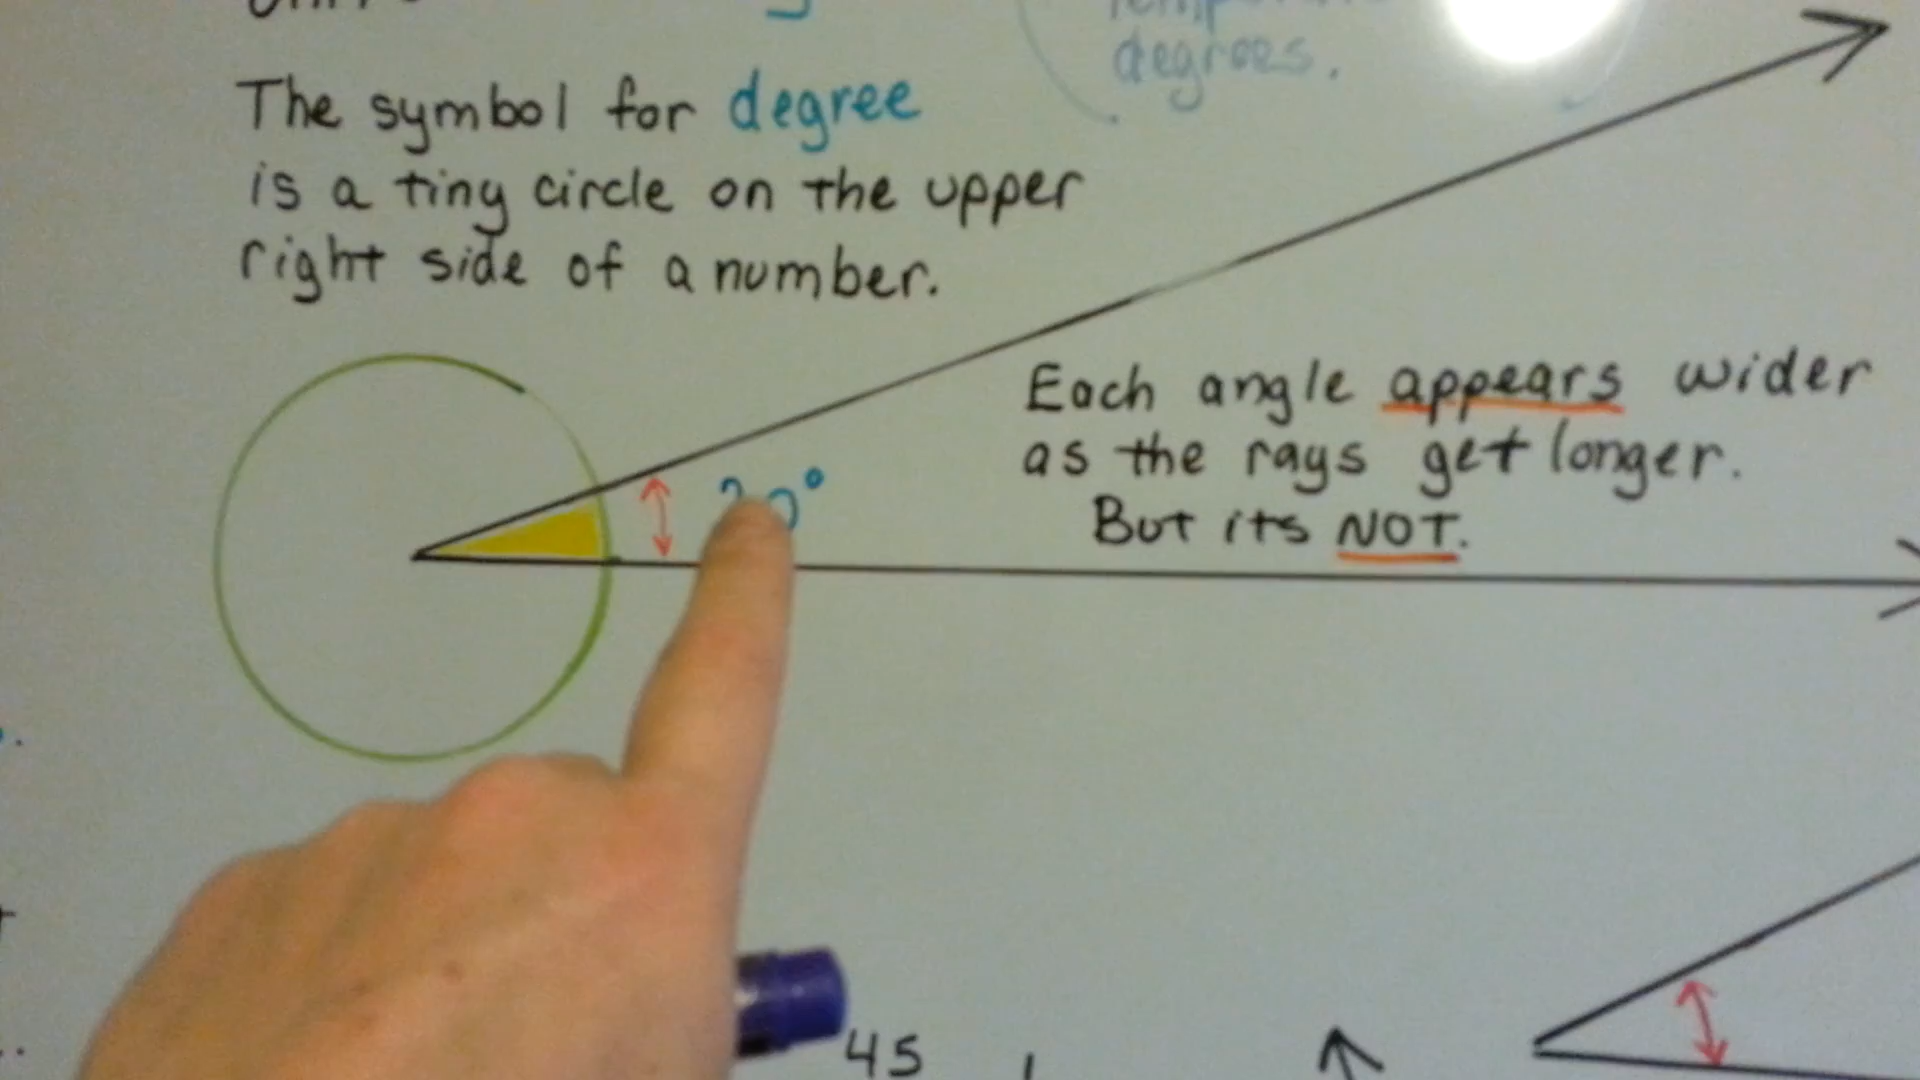 degrees.
The symbol for degree
is a tiny circle on the upper
right side of a number.
Each angle appears wider
as the rays get longer.
But its NOT.
45